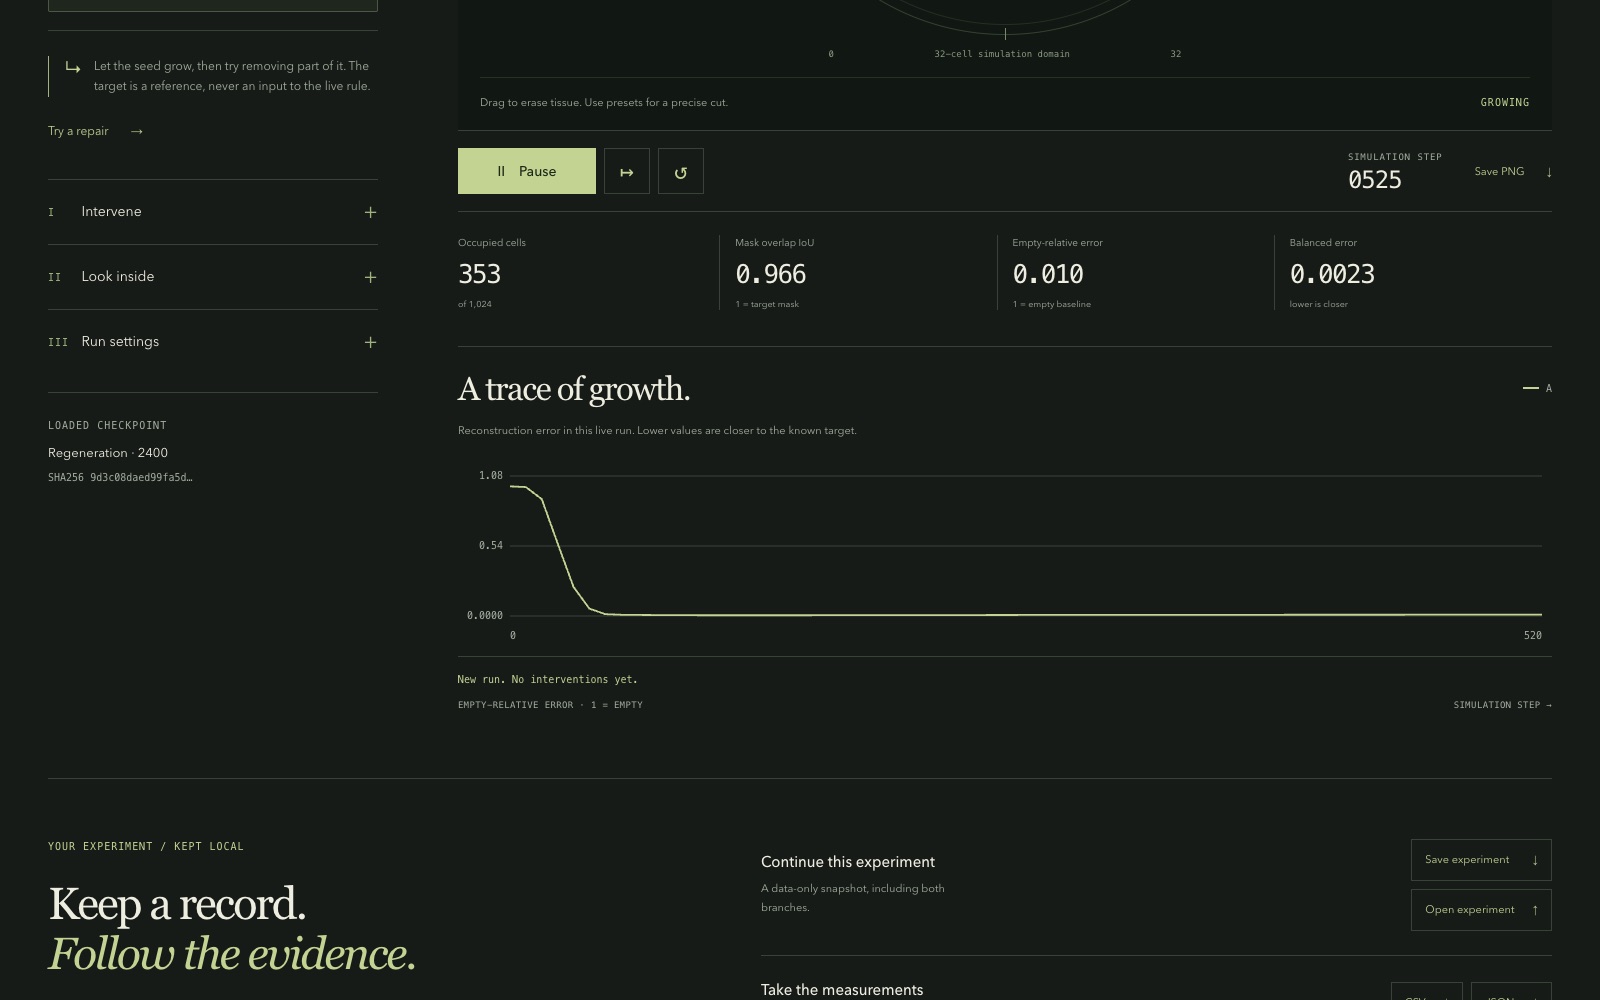 Let the seed grow, then try removing part of it. The
target is a reference, never an input to the live rule.
Try a repair →
I Intervene +
II Look inside +
III Run settings +
LOADED CHECKPOINT
Regeneration · 2400
SHA256 9d3c08daed99fa5d…
0 32-cell simulation domain 32
Drag to erase tissue. Use presets for a precise cut. GROWING
Pause
SIMULATION STEP
0525
Save PNG ↓
Occupied cells
353
of 1,024
Mask overlap IoU
0.966
1 = target mask
Empty-relative error
0.010
1 = empty baseline
Balanced error
0.0023
lower is closer
A trace of growth.
A
Reconstruction error in this live run. Lower values are closer to the known target.
1.08
0.54
0.0000
0 520
New run. No interventions yet.
EMPTY-RELATIVE ERROR · 1 = EMPTY SIMULATION STEP →
YOUR EXPERIMENT / KEPT LOCAL
Keep a record.
Follow the evidence.
Continue this experiment
A data-only snapshot, including both
branches.
Save experiment ↓
Open experiment ↑
Take the measurements